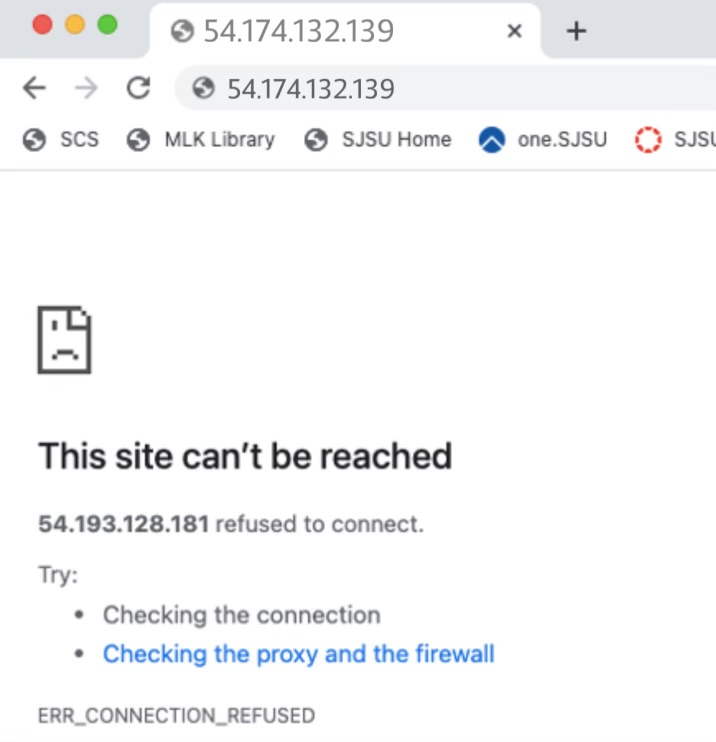 54.174.132.139
54.174.132.139
SCS MLK Library SJSU Home one.SJSU SJSU
This site can't be reached
54.193.128.181 refused to connect.
Try:
• Checking the connection
• Checking the proxy and the firewall
ERR_CONNECTION_REFUSED